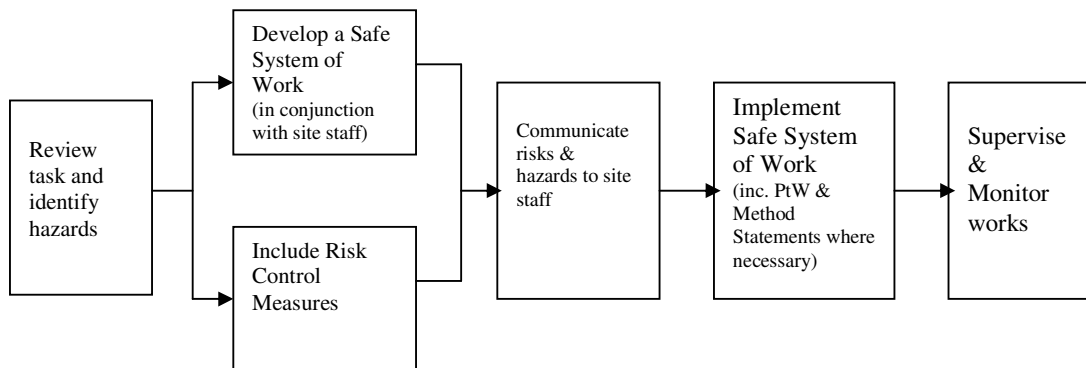 Review
task and
identify
hazards
Develop a Safe
System of
Work
(in conjunction
with site staff)
Include Risk
Control
Measures
Communicate
risks &
hazards to site
staff
Implement
Safe System
of Work
(inc. PtW &
Method
Statements where
necessary)
Supervise
&
Monitor
works